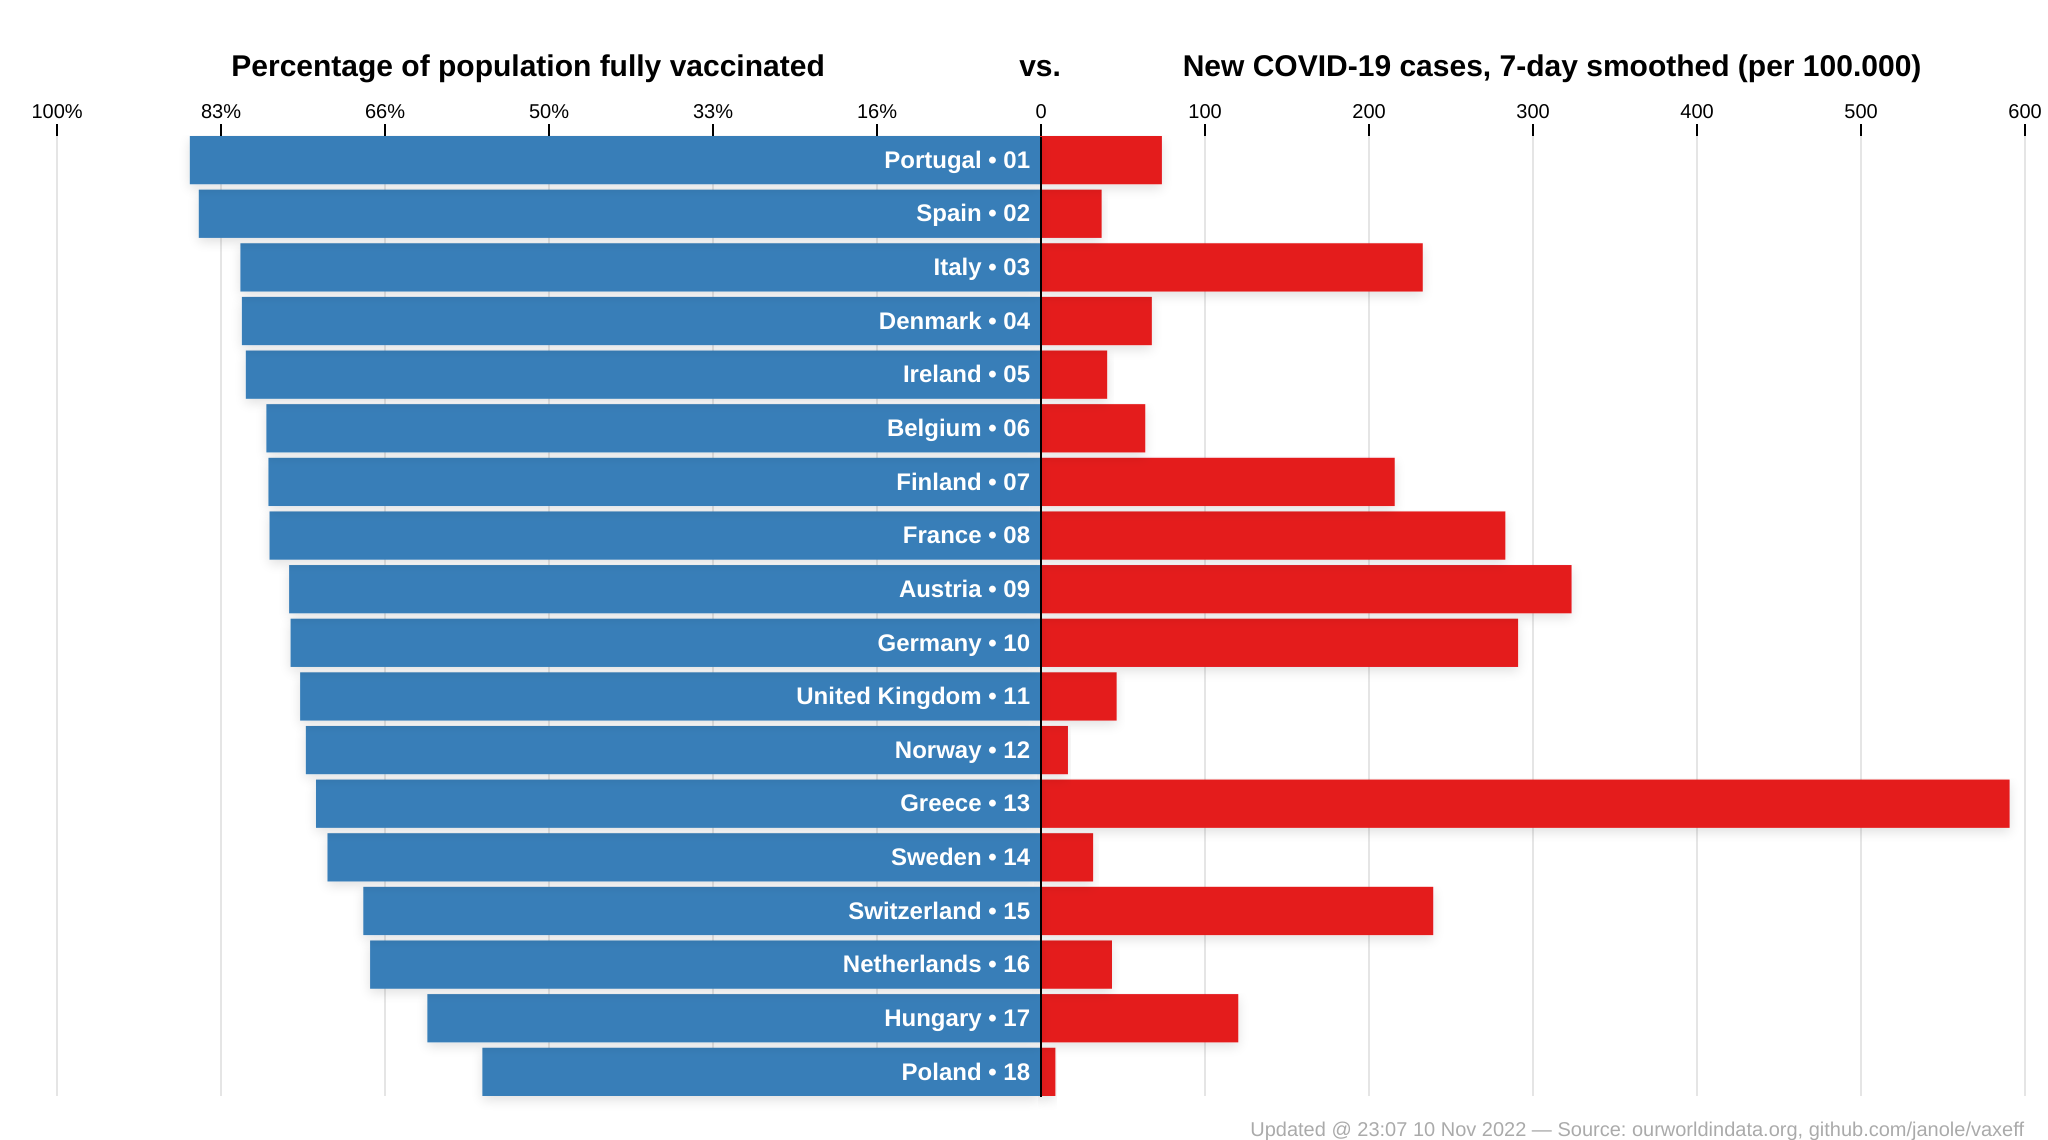 Percentage of population fully vaccinated vs. New COVID-19 cases, 7-day smoothed (per 100.000)
100% 83% 66% 50% 33% 16% 0 100 200 300 400 500 600
Portugal • 01
Spain • 02
Italy • 03
Denmark • 04
Ireland • 05
Belgium • 06
Finland • 07
France • 08
Austria • 09
Germany • 10
United Kingdom • 11
Norway • 12
Greece • 13
Sweden • 14
Switzerland • 15
Netherlands • 16
Hungary • 17
Poland • 18
Updated @ 23:07 10 Nov 2022 — Source: ourworldindata.org, github.com/janole/vaxeff